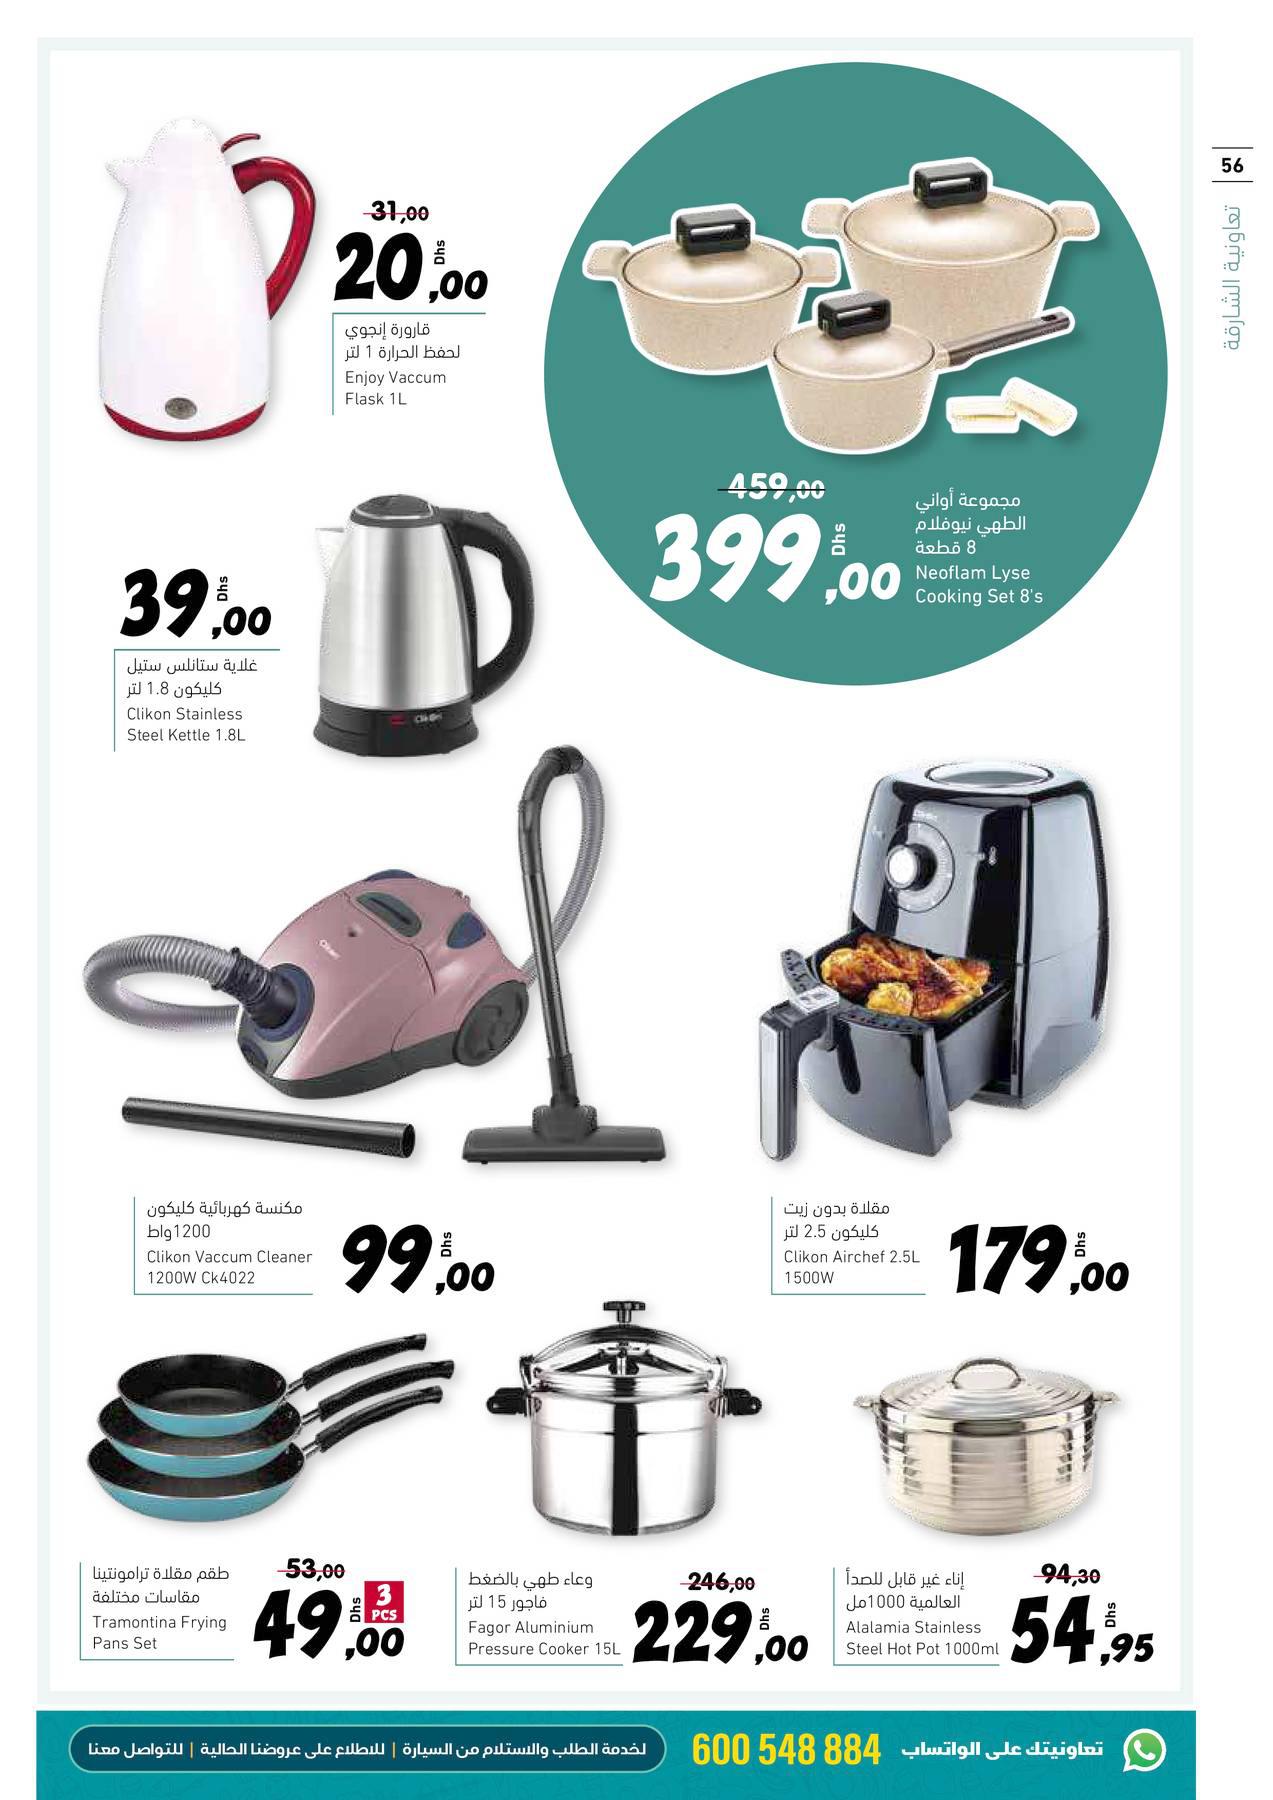 56
تعاونية الشارقة
31,00
20,00 Dhs
قارورة إنجوي
لحفظ الحرارة 1 لتر
Enjoy Vaccum
Flask 1L
459,00
399,00 Dhs
مجموعة أواني
الطهي نيوفلام
8 قطعة
Neoflam Lyse
Cooking Set 8's
39,00 Dhs
غلاية ستانلس ستيل
كليكون 1.8 لتر
Clikon Stainless
Steel Kettle 1.8L
Clikon
Clikon
مكنسة كهربائية كليكون
1200واط
Clikon Vaccum Cleaner
1200W Ck4022
99,00 Dhs
مقلاة بدون زيت
كليكون 2.5 لتر
Clikon Airchef 2.5L
1500W
179,00 Dhs
طقم مقلاة ترامونتينا
مقاسات مختلفة
Tramontina Frying
Pans Set
53,00
49,00 Dhs
3
PCS
وعاء طهي بالضغط
فاجور 15 لتر
Fagor Aluminium
Pressure Cooker 15L
246,00
229,00 Dhs
إناء غير قابل للصدأ
العالمية 1000مل
Alalamia Stainless
Steel Hot Pot 1000ml
94,30
54,95 Dhs
تعاونيتك على الواتساب 600 548 884
لخدمة الطلب والاستلام من السيارة | للاطلاع على عروضنا الحالية | للتواصل معنا